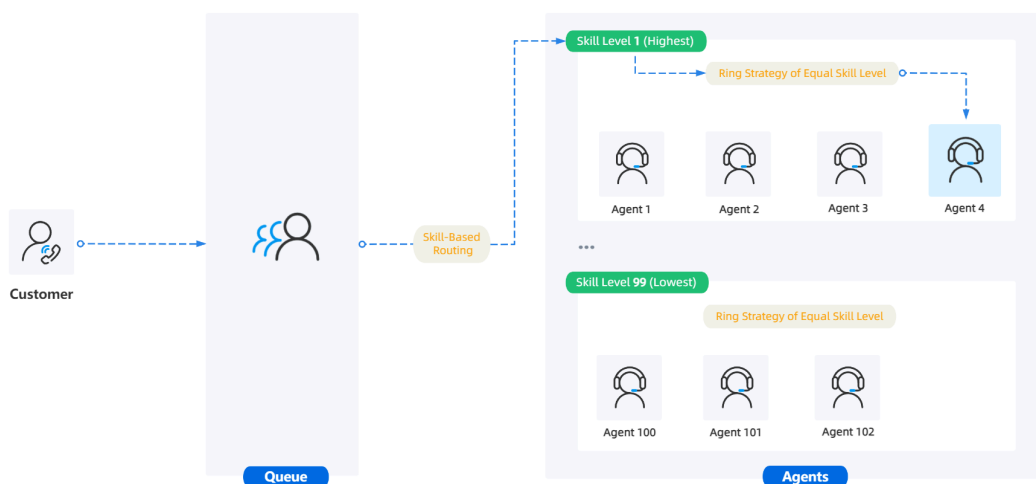 Customer
Queue
Skill-Based
Routing
Skill Level 1 (Highest)
Ring Strategy of Equal Skill Level
Agent 1
Agent 2
Agent 3
Agent 4
...
Skill Level 99 (Lowest)
Ring Strategy of Equal Skill Level
Agent 100
Agent 101
Agent 102
Agents